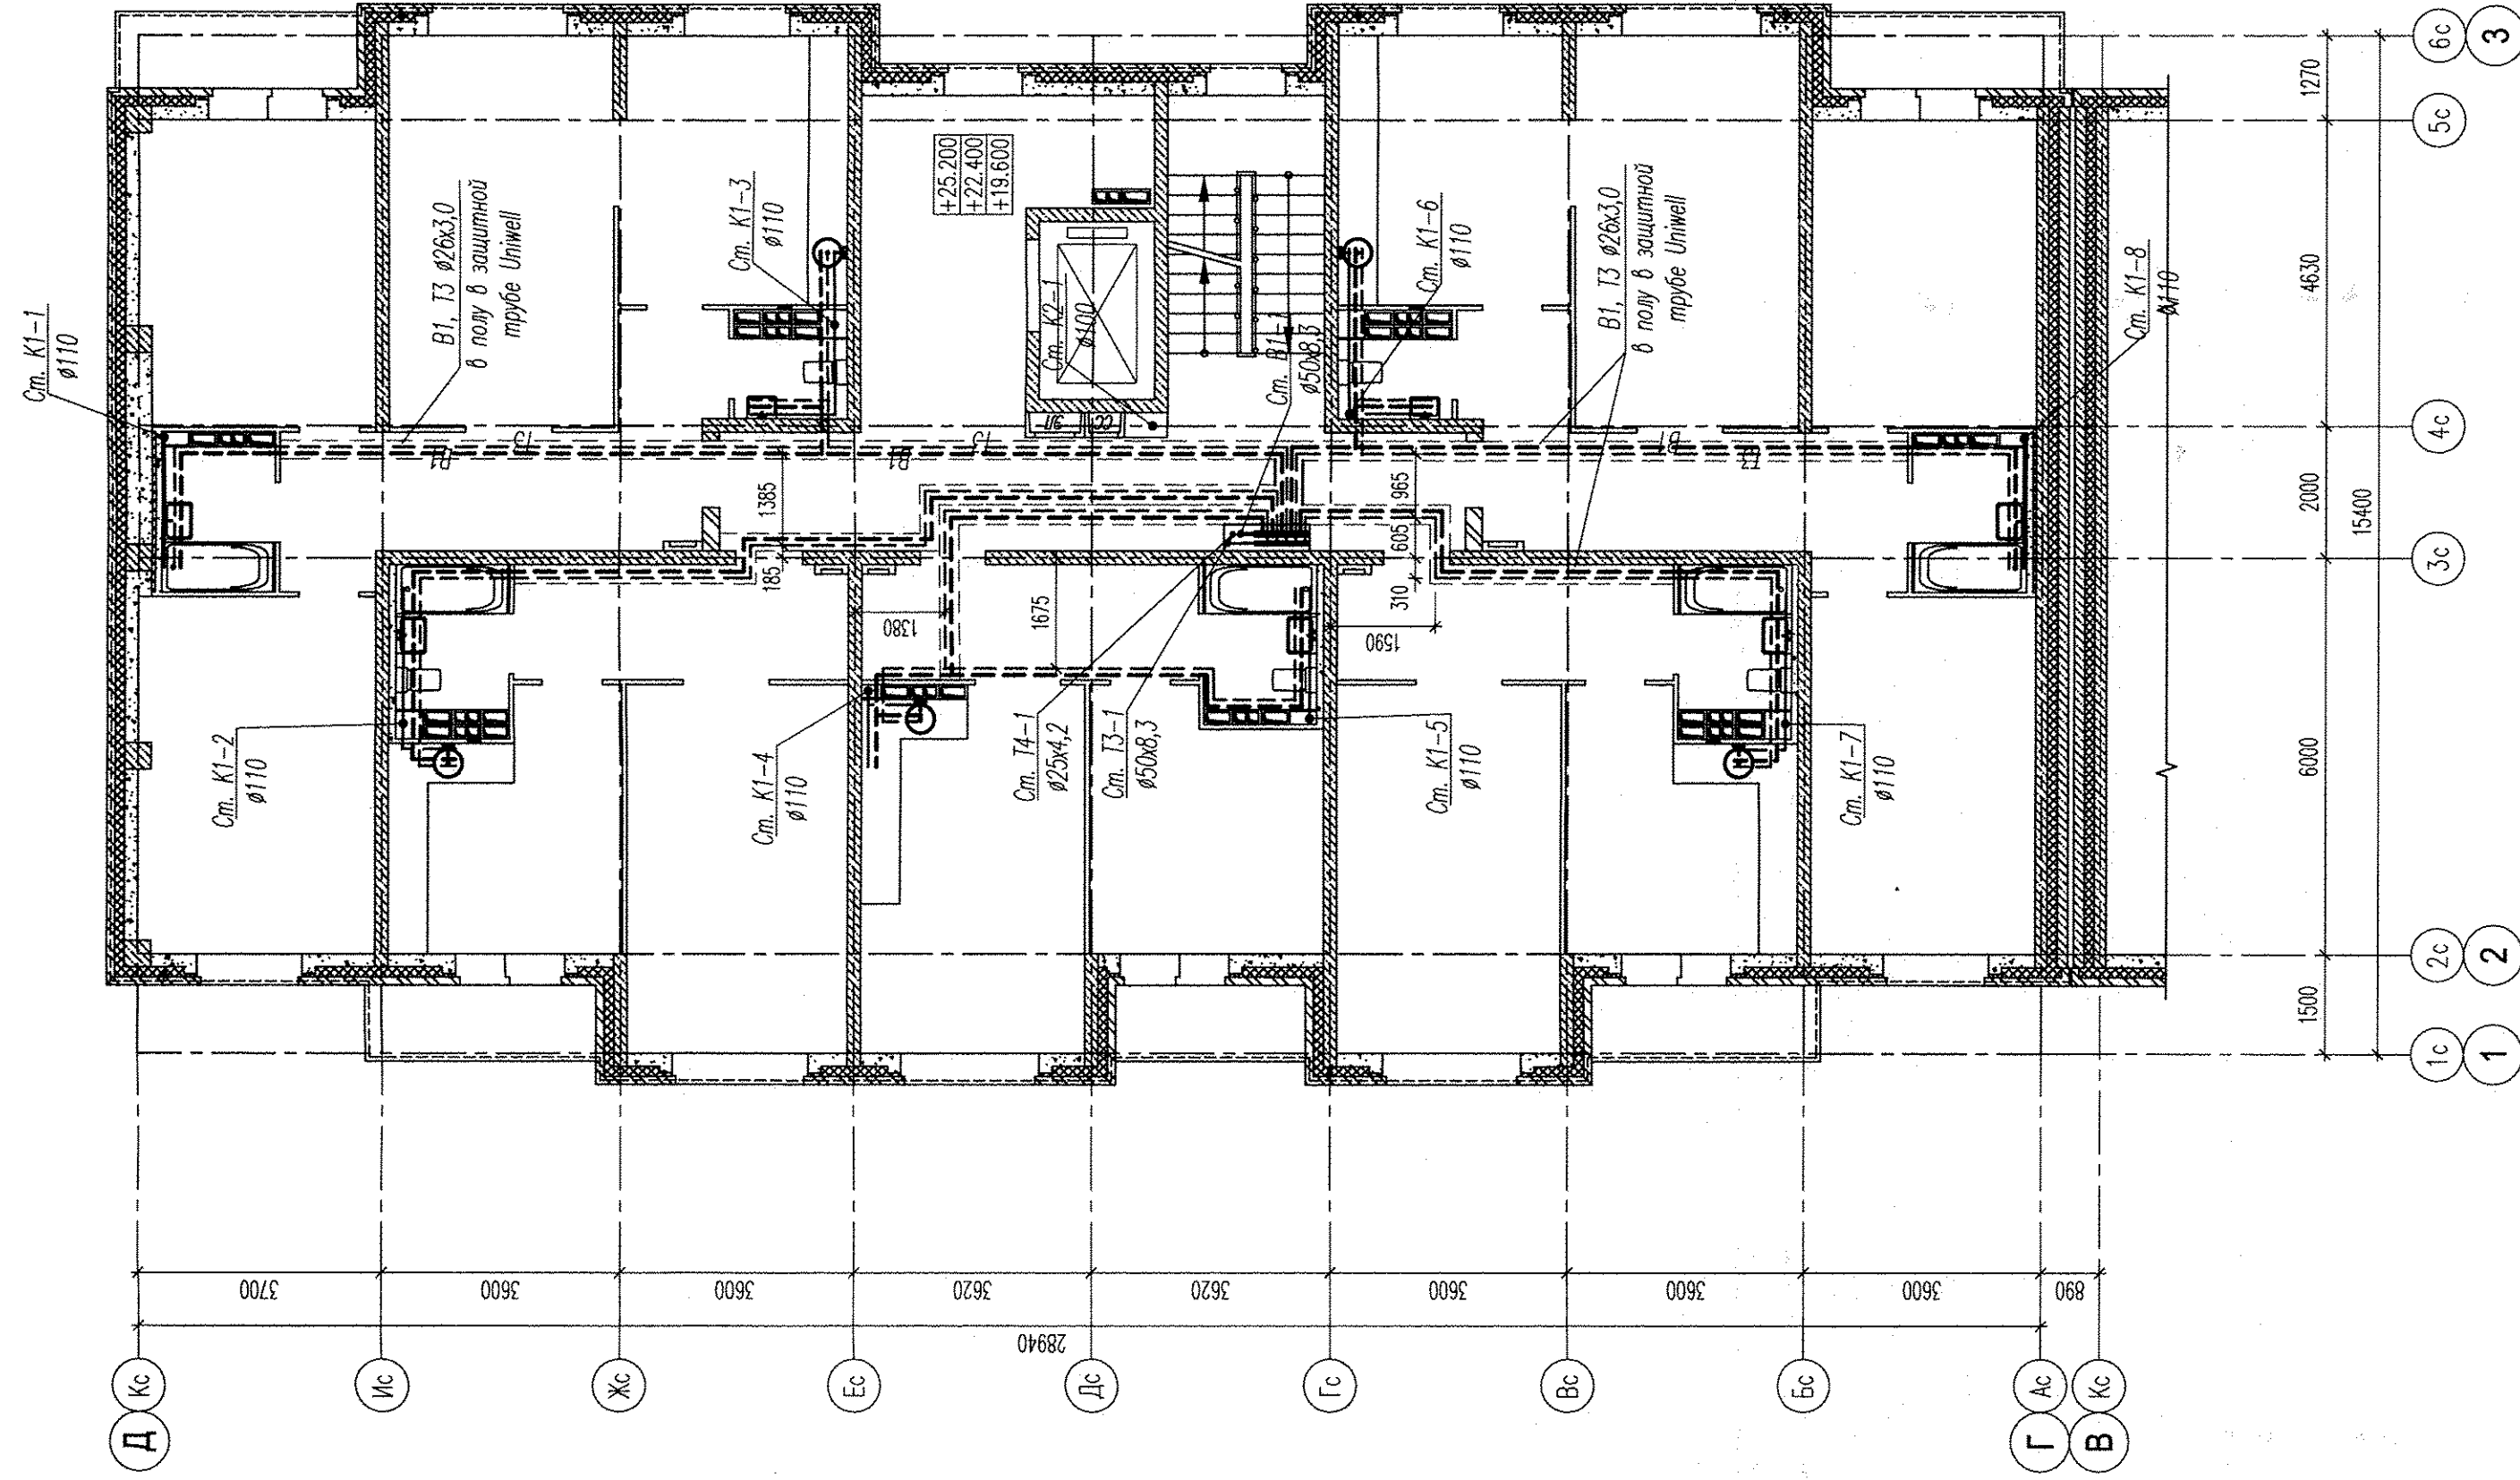 Ст. К1-1
ø110
В1, Т3 ø26х3,0
в полу в защитной
трубе Uniwell
Ст. К1-3
ø110
+25.200
+22.400
+19.600
Ст. К2-1
ø100
ЭЛ
СС
Ст. В1-1
ø50х8,3
Ст. К1-6
ø110
В1, Т3 ø26х3,0
в полу в защитной
трубе Uniwell
Ст. К1-8
ø110
В1
Т3
В1
Т3
В1
Т3
1385
185
965
605
310
1380
1675
1590
Ст. К1-2
ø110
Ст. К1-4
ø110
Ст. Т4-1
ø25х4,2
Ст. Т3-1
ø50х8,3
Ст. К1-5
ø110
Ст. К1-7
ø110
М
М
М
М
М
1270
4630
2000
6000
1500
15400
6с
3
5с
4с
3с
2с
2
1с
1
3700
3600
3600
3620
3620
3600
3600
3600
890
28940
Кс
Ис
Жс
Ес
Дс
Гс
Вс
Бс
Ас
Кс
Д
Г
В